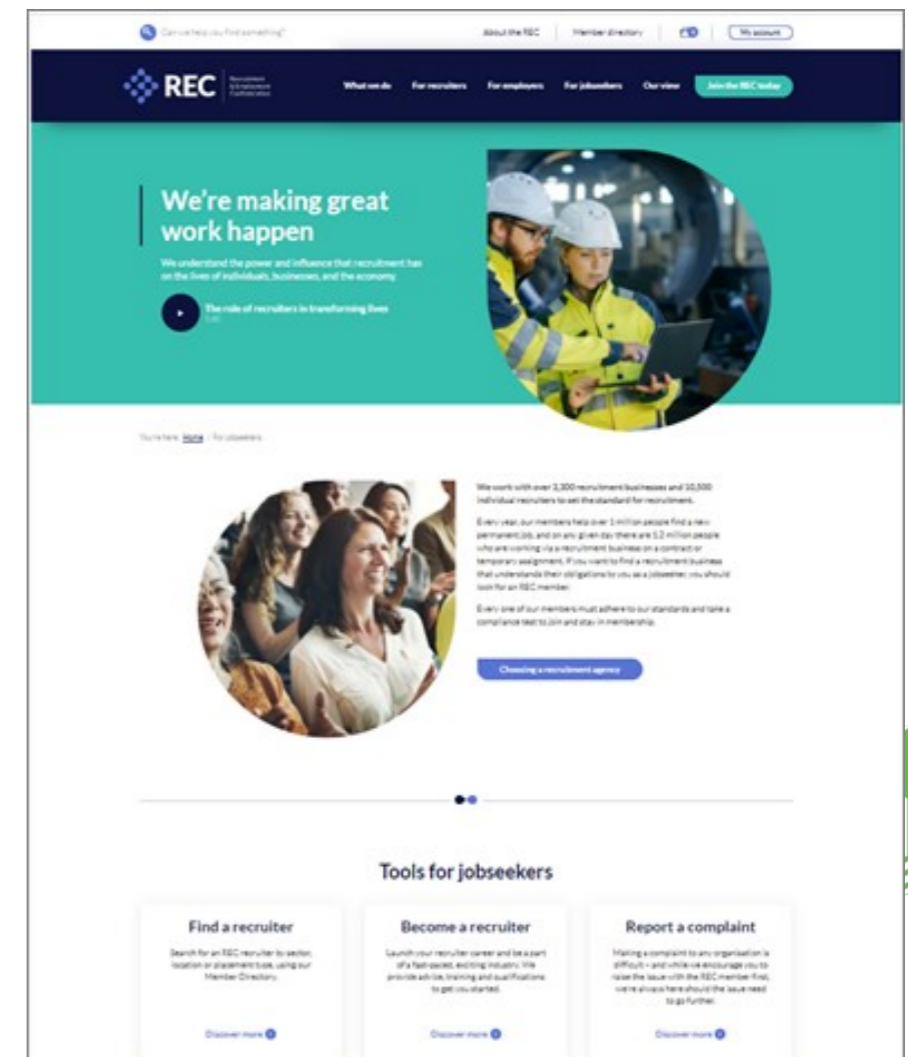 Can we help you find something?
About the REC
Member directory
My account
REC
Recruitment
& Employment
Confederation
What we do
For recruiters
For employers
For jobseekers
Our view
Join the REC today
We're making great
work happen
We understand the power and influence that recruitment has
on the lives of individuals, businesses, and the economy.
The role of recruiters in transforming lives
You're here: Home / For jobseekers
We work with over 3,300 recruitment businesses and 10,500
individual recruiters to set the standard for recruitment.
Every year, our members help over 1 million people find a new
permanent job, and on any given day there are 1.2 million people
who are working via a recruitment business on a contract or
temporary assignment. If you want to find a recruitment business
that understands their obligations to you as a jobseeker, you should
look for an REC member.
Every one of our members must adhere to our standards and take a
compliance test to join and stay in membership.
Choosing a recruitment agency
Tools for jobseekers
Find a recruiter
Search for an REC recruiter by sector,
location or placement type, using our
Member Directory.
Discover more
Become a recruiter
Launch your recruiter career and be a part
of a fast-paced, exciting industry. We
provide advice, training and qualifications
to get you started.
Discover more
Report a complaint
Making a complaint to any organisation is
difficult – and while we encourage you to
raise the issue with the REC member first,
we're always here should the issue need
to go further.
Discover more